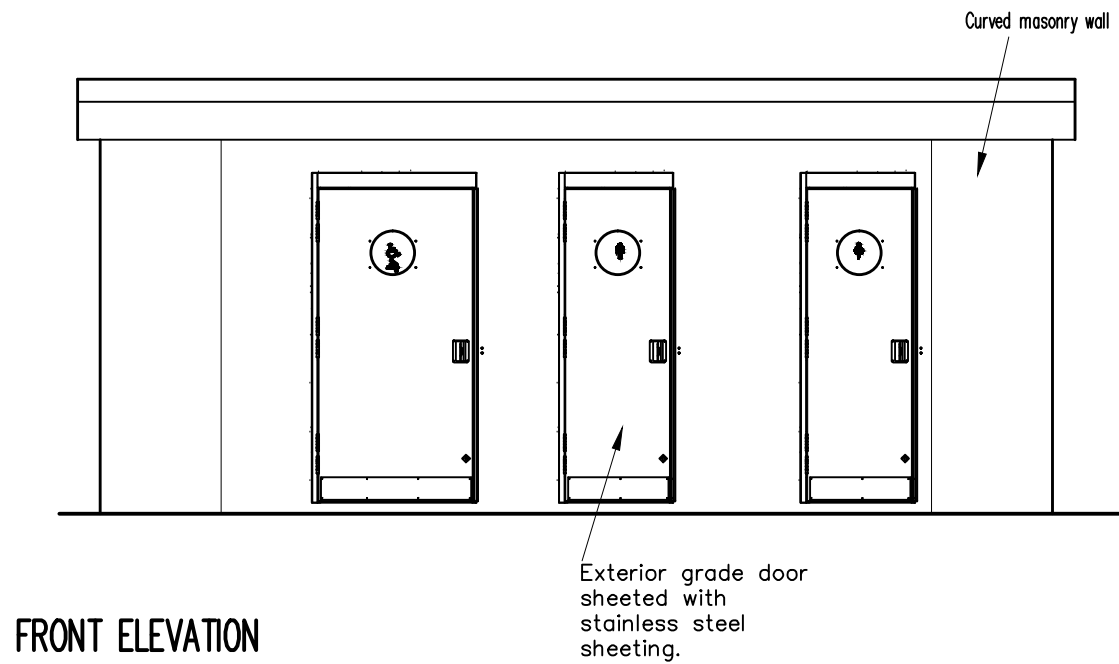 Curved masonry wall
Exterior grade door
sheeted with
stainless steel
sheeting.
FRONT ELEVATION